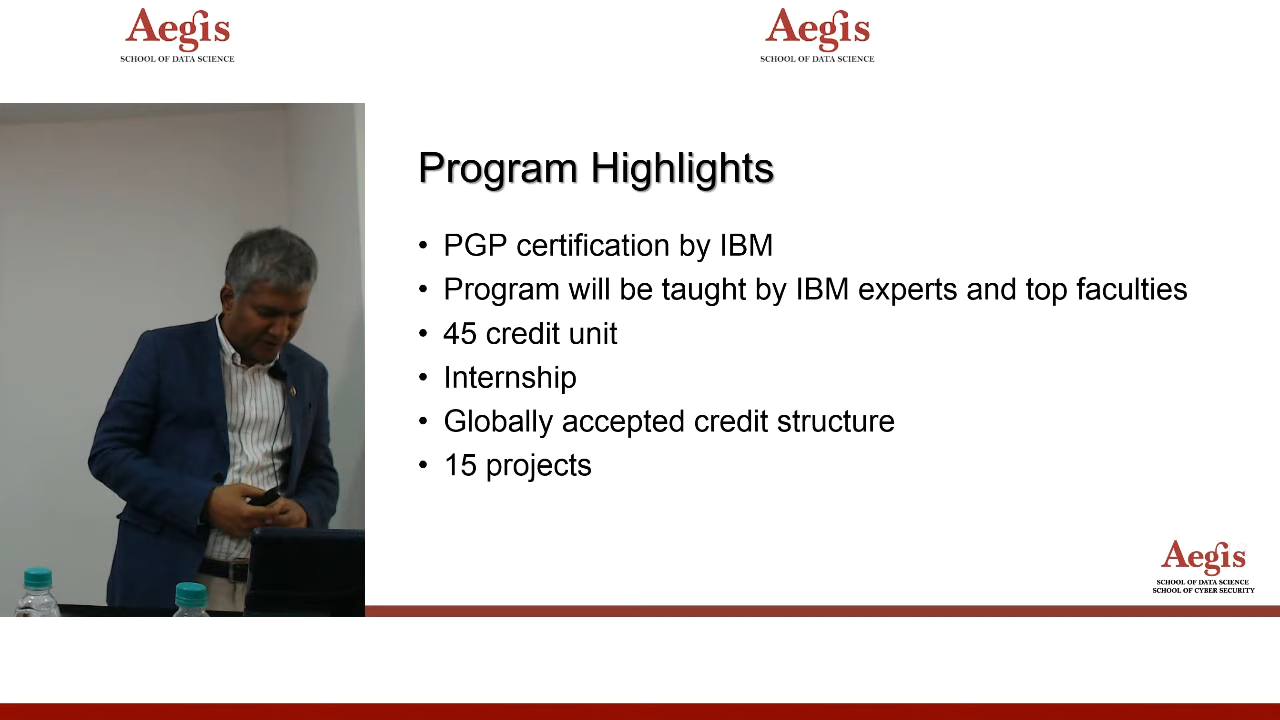 Aegis
SCHOOL OF DATA SCIENCE
Aegis
SCHOOL OF DATA SCIENCE
Program Highlights
• PGP certification by IBM
• Program will be taught by IBM experts and top faculties
• 45 credit unit
• Internship
• Globally accepted credit structure
• 15 projects
Aegis
SCHOOL OF DATA SCIENCE
SCHOOL OF CYBER SECURITY